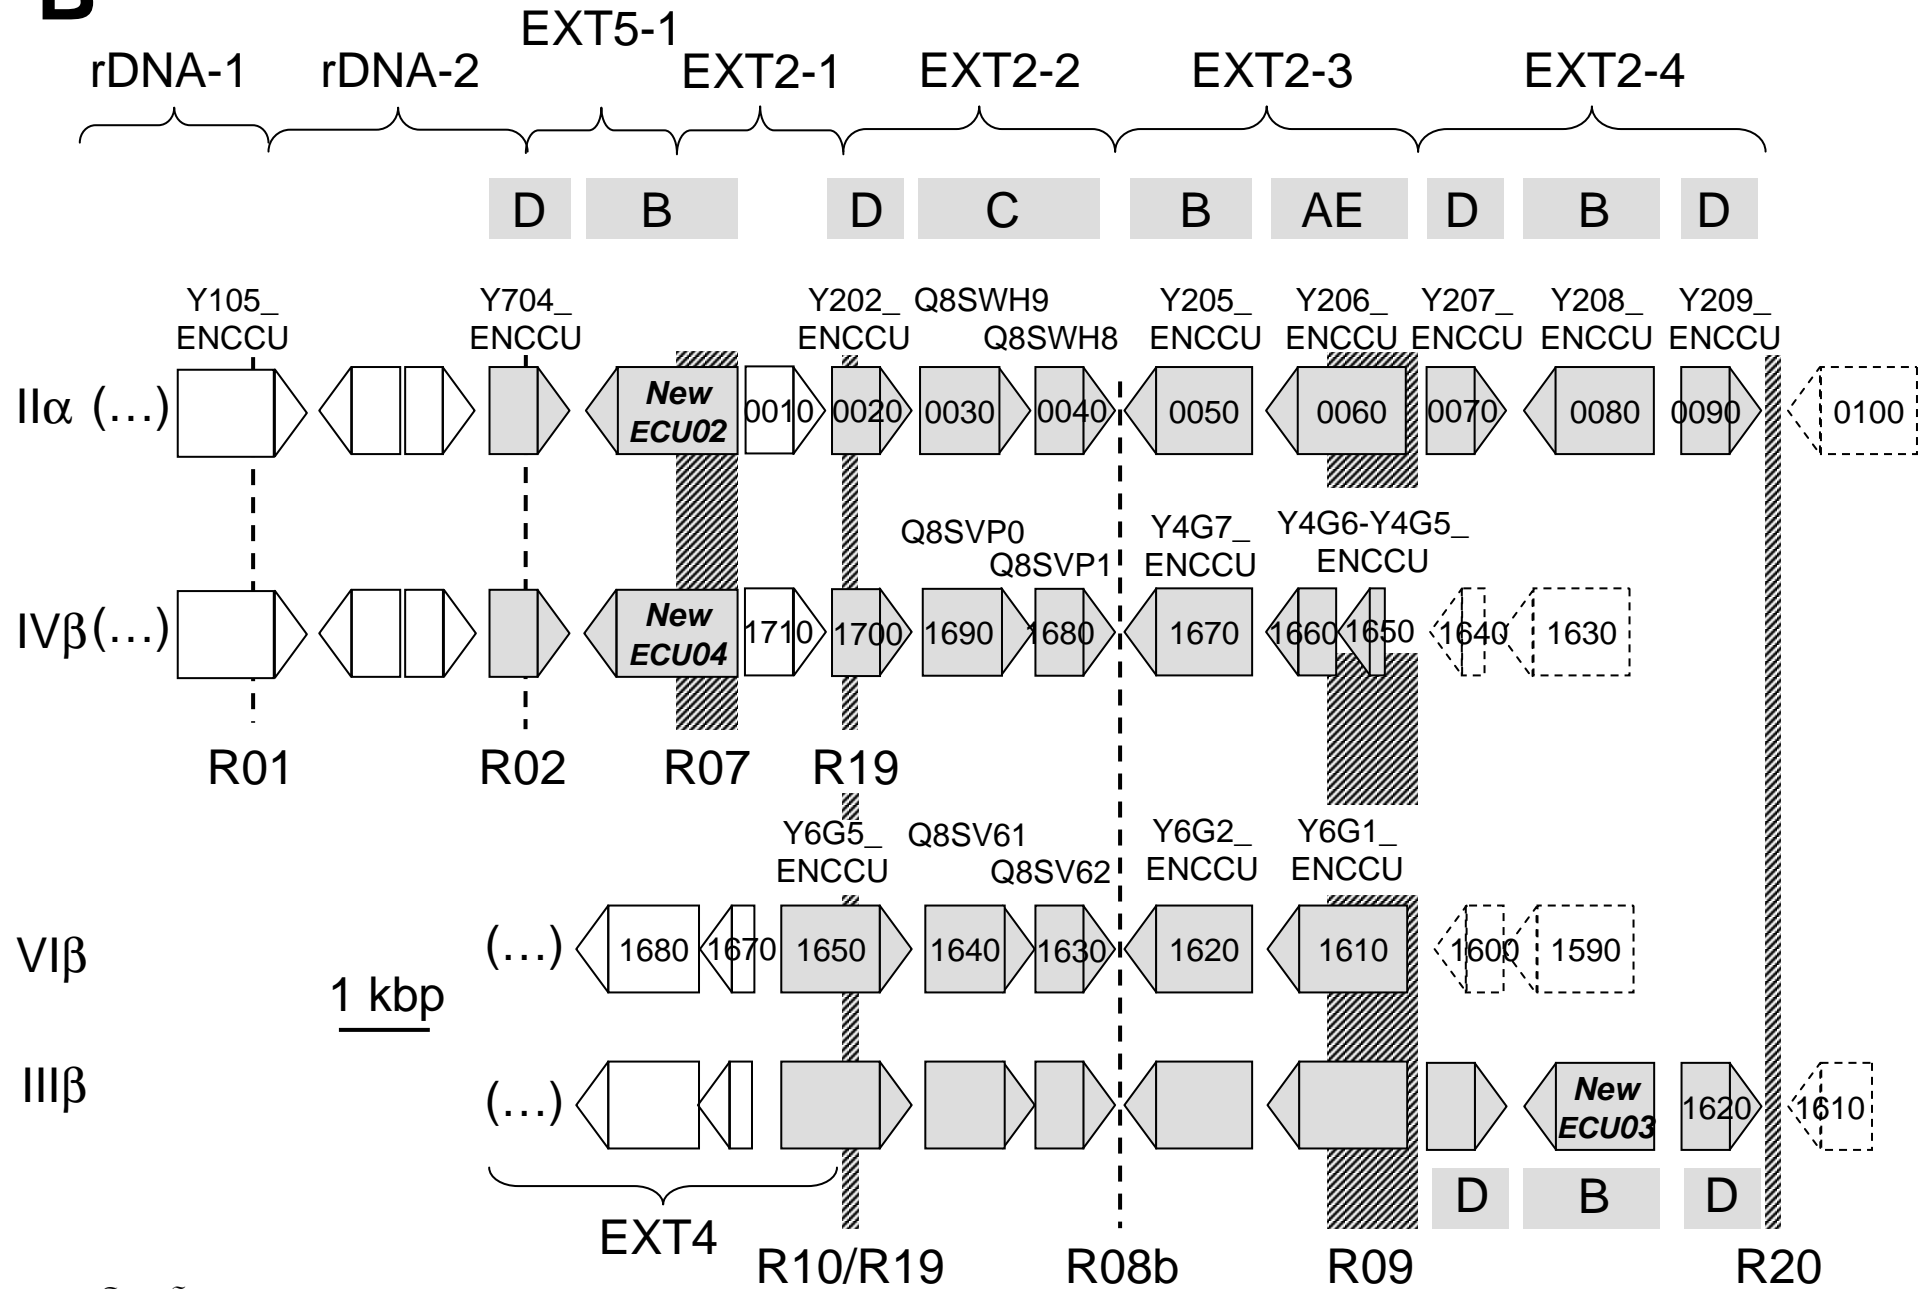 B
EXT5-1
rDNA-1 rDNA-2 EXT2-1 EXT2-2 EXT2-3 EXT2-4
D B D C B AE D B D
Y105_ Y704_ Y202_ Q8SWH9 Y205_ Y206_ Y207_ Y208_ Y209_
ENCCU ENCCU ENCCU Q8SWH8 ENCCU ENCCU ENCCU ENCCU ENCCU
IIα (...) New ECU02 0010 0020 0030 0040 0050 0060 0070 0080 0090 0100
Q8SVP0 Y4G7_ Y4G6-Y4G5_
Q8SVP1 ENCCU ENCCU
IVβ (...) New ECU04 1710 1700 1690 1680 1670 1660 1650 1640 1630
R01 R02 R07 R19
Y6G5_ Q8SV61 Y6G2_ Y6G1_
ENCCU Q8SV62 ENCCU ENCCU
VIβ (...) 1680 1670 1650 1640 1630 1620 1610 1600 1590
1 kbp
IIIβ (...) New ECU03 1620 1610
D B D
EXT4
R10/R19 R08b R09 R20